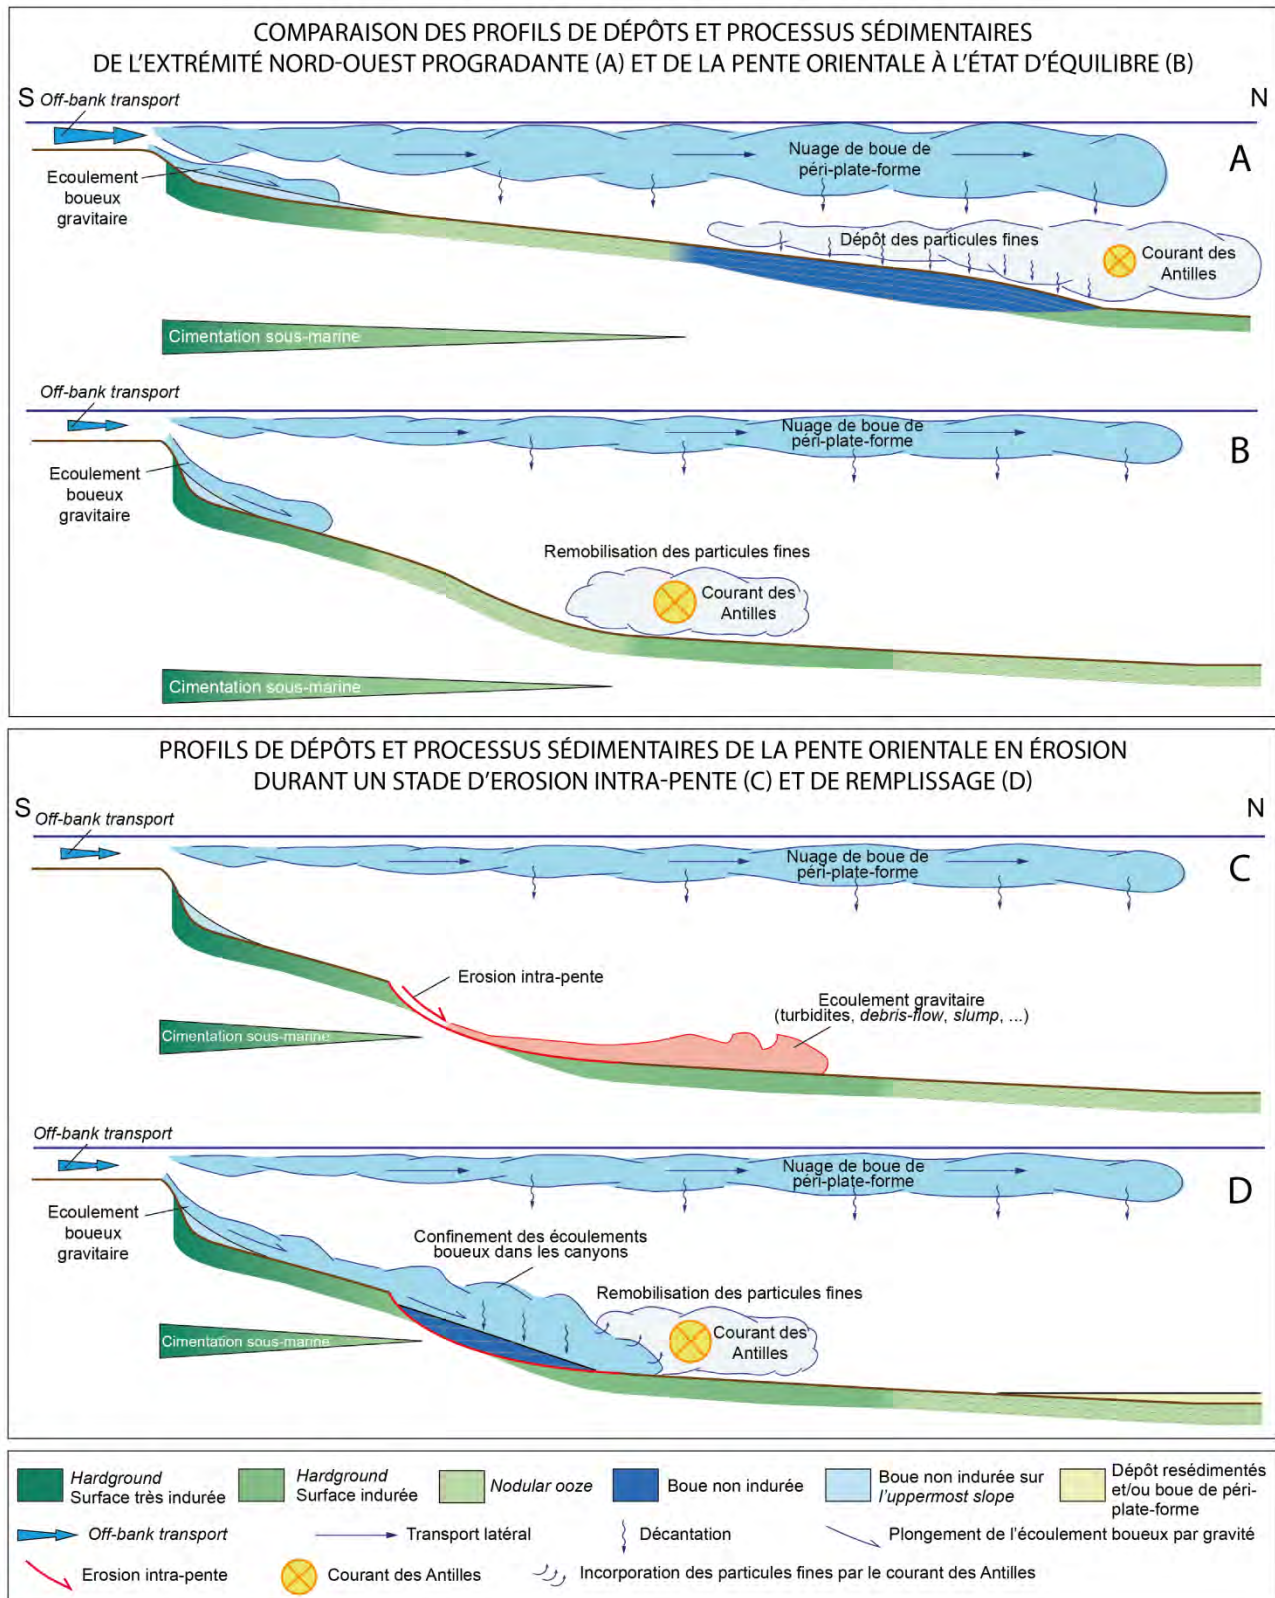 COMPARAISON DES PROFILS DE DÉPÔTS ET PROCESSUS SÉDIMENTAIRES
DE L'EXTRÉMITÉ NORD-OUEST PROGRADANTE (A) ET DE LA PENTE ORIENTALE À L'ÉTAT D'ÉQUILIBRE (B)
S
Off-bank transport
N
Nuage de boue de
péri-plate-forme
A
Ecoulement
boueux
gravitaire
Dépôt des particules fines
Courant des
Antilles
Cimentation sous-marine
Off-bank transport
Nuage de boue de
péri-plate-forme
B
Ecoulement
boueux
gravitaire
Remobilisation des particules fines
Courant des
Antilles
Cimentation sous-marine
PROFILS DE DÉPÔTS ET PROCESSUS SÉDIMENTAIRES DE LA PENTE ORIENTALE EN ÉROSION
DURANT UN STADE D'EROSION INTRA-PENTE (C) ET DE REMPLISSAGE (D)
S
N
Off-bank transport
Nuage de boue de
péri-plate-forme
C
Erosion intra-pente
Ecoulement gravitaire
(turbidites, debris-flow, slump, ...)
Cimentation sous-marine
Off-bank transport
Nuage de boue de
péri-plate-forme
D
Ecoulement
boueux
gravitaire
Confinement des écoulements
boueux dans les canyons
Remobilisation des particules fines
Courant des
Antilles
Cimentation sous-marine
Hardground
Surface très indurée
Hardground
Surface indurée
Nodular ooze
Boue non indurée
Boue non indurée sur
l'uppermost slope
Dépôt resédimentés
et/ou boue de péri-
plate-forme
Off-bank transport
Transport latéral
Décantation
Plongement de l'écoulement boueux par gravité
Erosion intra-pente
Courant des Antilles
Incorporation des particules fines par le courant des Antilles